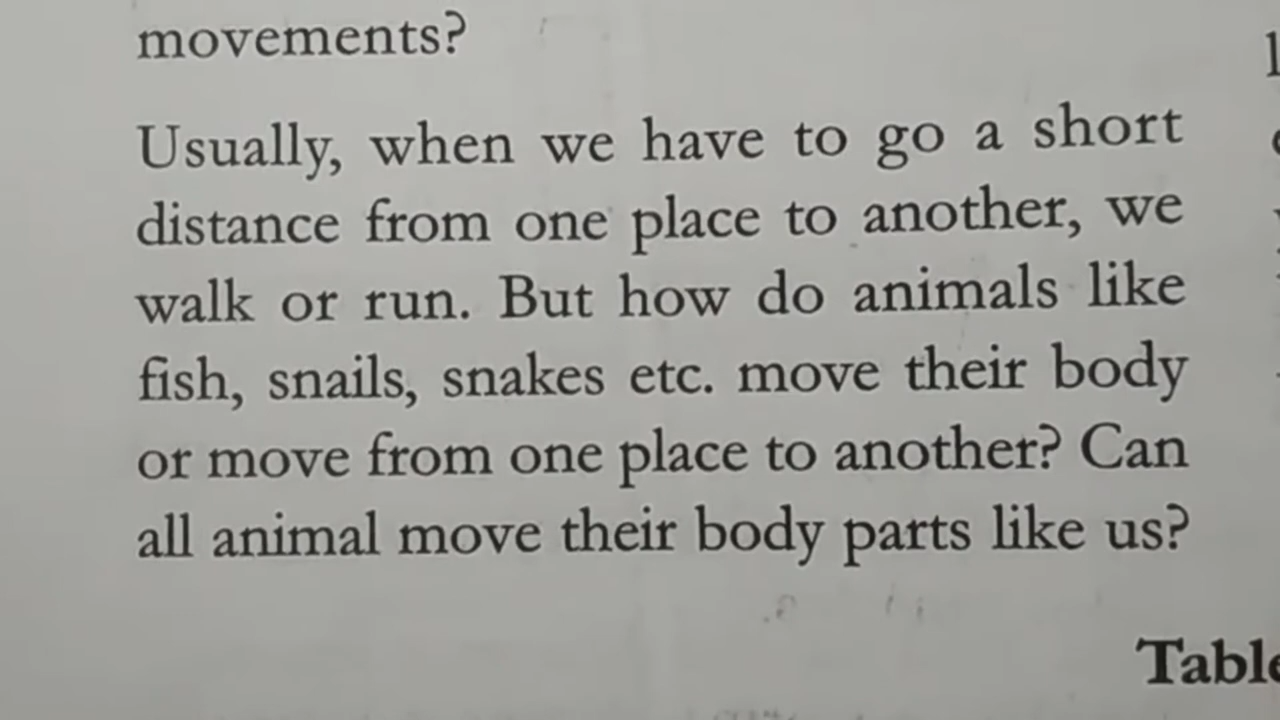 movements?
Usually, when we have to go a short
distance from one place to another, we
walk or run. But how do animals like
fish, snails, snakes etc. move their body
or move from one place to another? Can
all animal move their body parts like us?
Table